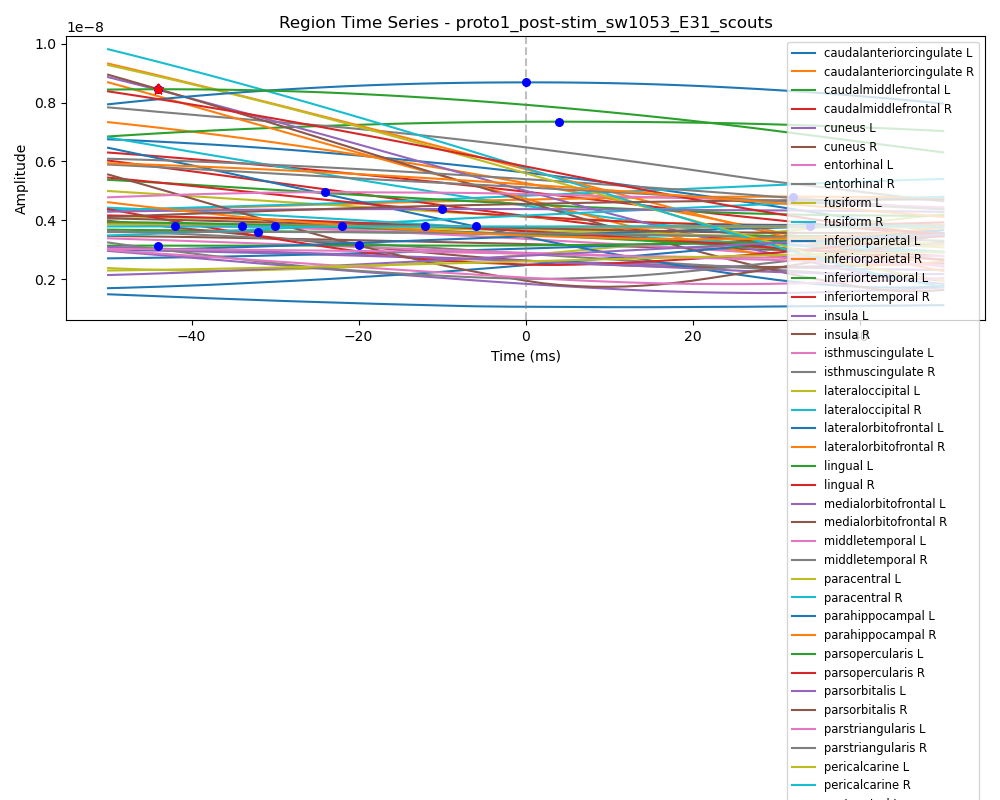 Region Time Series - proto1_post-stim_sw1053_E31_scouts
1e−8
1.0
0.8
0.6
0.4
0.2
Amplitude
−40
−20
0
20
40
Time (ms)
caudalanteriorcingulate L
caudalanteriorcingulate R
caudalmiddlefrontal L
caudalmiddlefrontal R
cuneus L
cuneus R
entorhinal L
entorhinal R
fusiform L
fusiform R
inferiorparietal L
inferiorparietal R
inferiortemporal L
inferiortemporal R
insula L
insula R
isthmuscingulate L
isthmuscingulate R
lateraloccipital L
lateraloccipital R
lateralorbitofrontal L
lateralorbitofrontal R
lingual L
lingual R
medialorbitofrontal L
medialorbitofrontal R
middletemporal L
middletemporal R
paracentral L
paracentral R
parahippocampal L
parahippocampal R
parsopercularis L
parsopercularis R
parsorbitalis L
parsorbitalis R
parstriangularis L
parstriangularis R
pericalcarine L
pericalcarine R